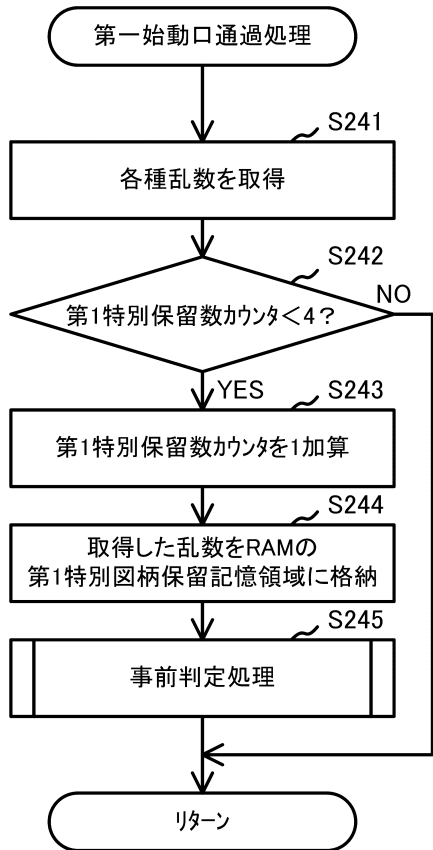 第一始動口通過処理
S241
各種乱数を取得
S242
第1特別保留数カウンタ<4?
NO
YES
S243
第1特別保留数カウンタを1加算
S244
取得した乱数をRAMの
第1特別図柄保留記憶領域に格納
S245
事前判定処理
リターン